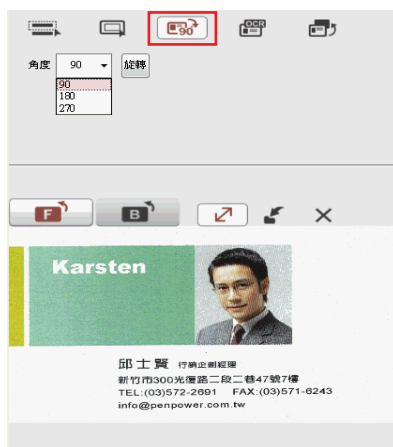 90°
OCR
角度 90 旋轉
90
180
270
F B
Karsten
邱士賢 行銷企劃經理
新竹市300光復路二段二巷47號7樓
TEL:(03)572-2691 FAX:(03)571-6243
info@penpower.com.tw